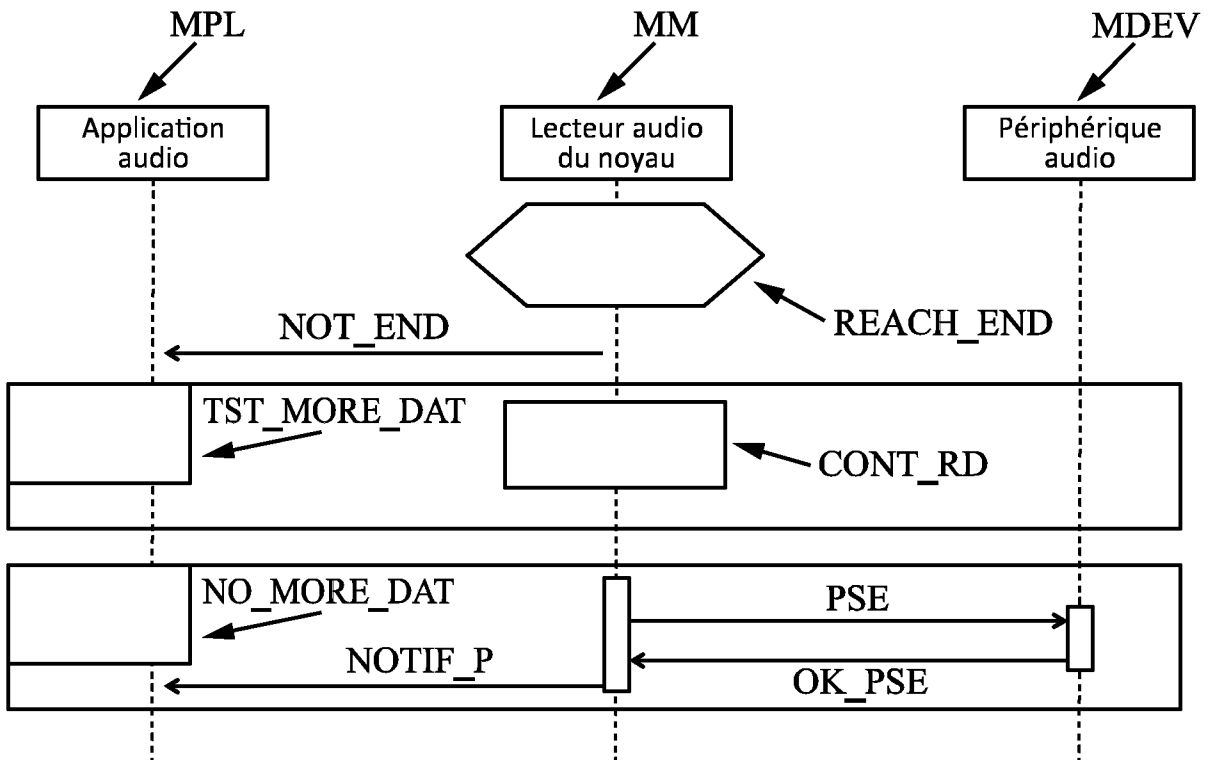 MPL
MM
MDEV
Application
audio
Lecteur audio
du noyau
Périphérique
audio
REACH_END
NOT_END
TST_MORE_DAT
CONT_RD
NO_MORE_DAT
PSE
NOTIF_P
OK_PSE